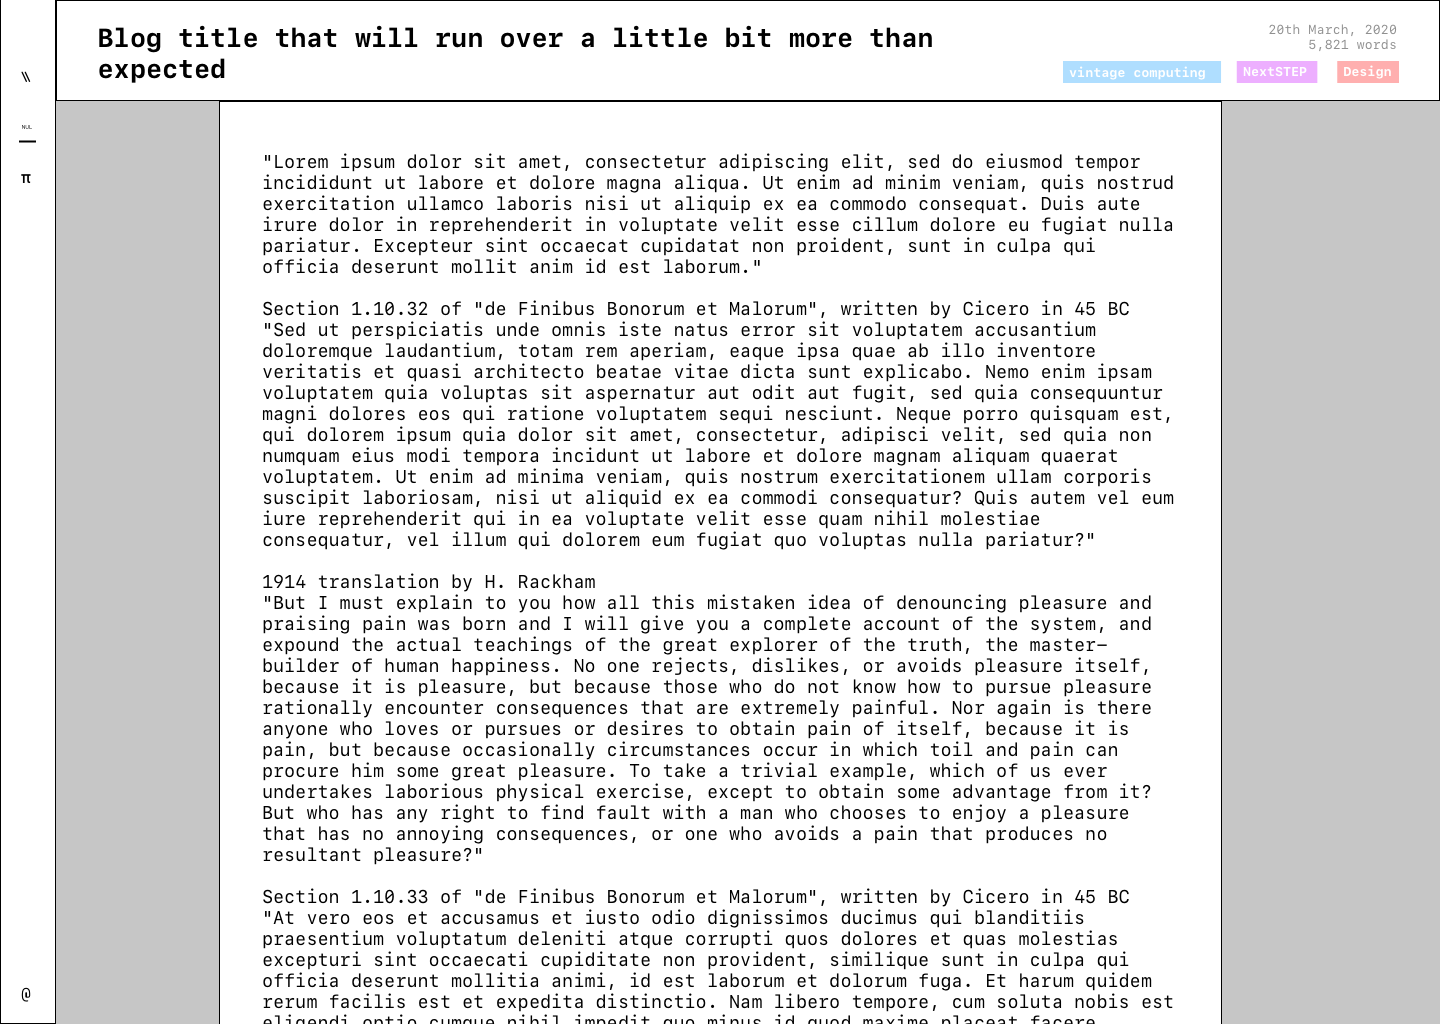 \\
NUL
π
@
Blog title that will run over a little bit more than
expected
20th March, 2020
5,821 words
vintage computing
NextSTEP
Design
"Lorem ipsum dolor sit amet, consectetur adipiscing elit, sed do eiusmod tempor
incididunt ut labore et dolore magna aliqua. Ut enim ad minim veniam, quis nostrud
exercitation ullamco laboris nisi ut aliquip ex ea commodo consequat. Duis aute
irure dolor in reprehenderit in voluptate velit esse cillum dolore eu fugiat nulla
pariatur. Excepteur sint occaecat cupidatat non proident, sunt in culpa qui
officia deserunt mollit anim id est laborum."
Section 1.10.32 of "de Finibus Bonorum et Malorum", written by Cicero in 45 BC
"Sed ut perspiciatis unde omnis iste natus error sit voluptatem accusantium
doloremque laudantium, totam rem aperiam, eaque ipsa quae ab illo inventore
veritatis et quasi architecto beatae vitae dicta sunt explicabo. Nemo enim ipsam
voluptatem quia voluptas sit aspernatur aut odit aut fugit, sed quia consequuntur
magni dolores eos qui ratione voluptatem sequi nesciunt. Neque porro quisquam est,
qui dolorem ipsum quia dolor sit amet, consectetur, adipisci velit, sed quia non
numquam eius modi tempora incidunt ut labore et dolore magnam aliquam quaerat
voluptatem. Ut enim ad minima veniam, quis nostrum exercitationem ullam corporis
suscipit laboriosam, nisi ut aliquid ex ea commodi consequatur? Quis autem vel eum
iure reprehenderit qui in ea voluptate velit esse quam nihil molestiae
consequatur, vel illum qui dolorem eum fugiat quo voluptas nulla pariatur?"
1914 translation by H. Rackham
"But I must explain to you how all this mistaken idea of denouncing pleasure and
praising pain was born and I will give you a complete account of the system, and
expound the actual teachings of the great explorer of the truth, the master-
builder of human happiness. No one rejects, dislikes, or avoids pleasure itself,
because it is pleasure, but because those who do not know how to pursue pleasure
rationally encounter consequences that are extremely painful. Nor again is there
anyone who loves or pursues or desires to obtain pain of itself, because it is
pain, but because occasionally circumstances occur in which toil and pain can
procure him some great pleasure. To take a trivial example, which of us ever
undertakes laborious physical exercise, except to obtain some advantage from it?
But who has any right to find fault with a man who chooses to enjoy a pleasure
that has no annoying consequences, or one who avoids a pain that produces no
resultant pleasure?"
Section 1.10.33 of "de Finibus Bonorum et Malorum", written by Cicero in 45 BC
"At vero eos et accusamus et iusto odio dignissimos ducimus qui blanditiis
praesentium voluptatum deleniti atque corrupti quos dolores et quas molestias
excepturi sint occaecati cupiditate non provident, similique sunt in culpa qui
officia deserunt mollitia animi, id est laborum et dolorum fuga. Et harum quidem
rerum facilis est et expedita distinctio. Nam libero tempore, cum soluta nobis est
eligendi optio cumque nihil impedit quo minus id quod maxime placeat facere